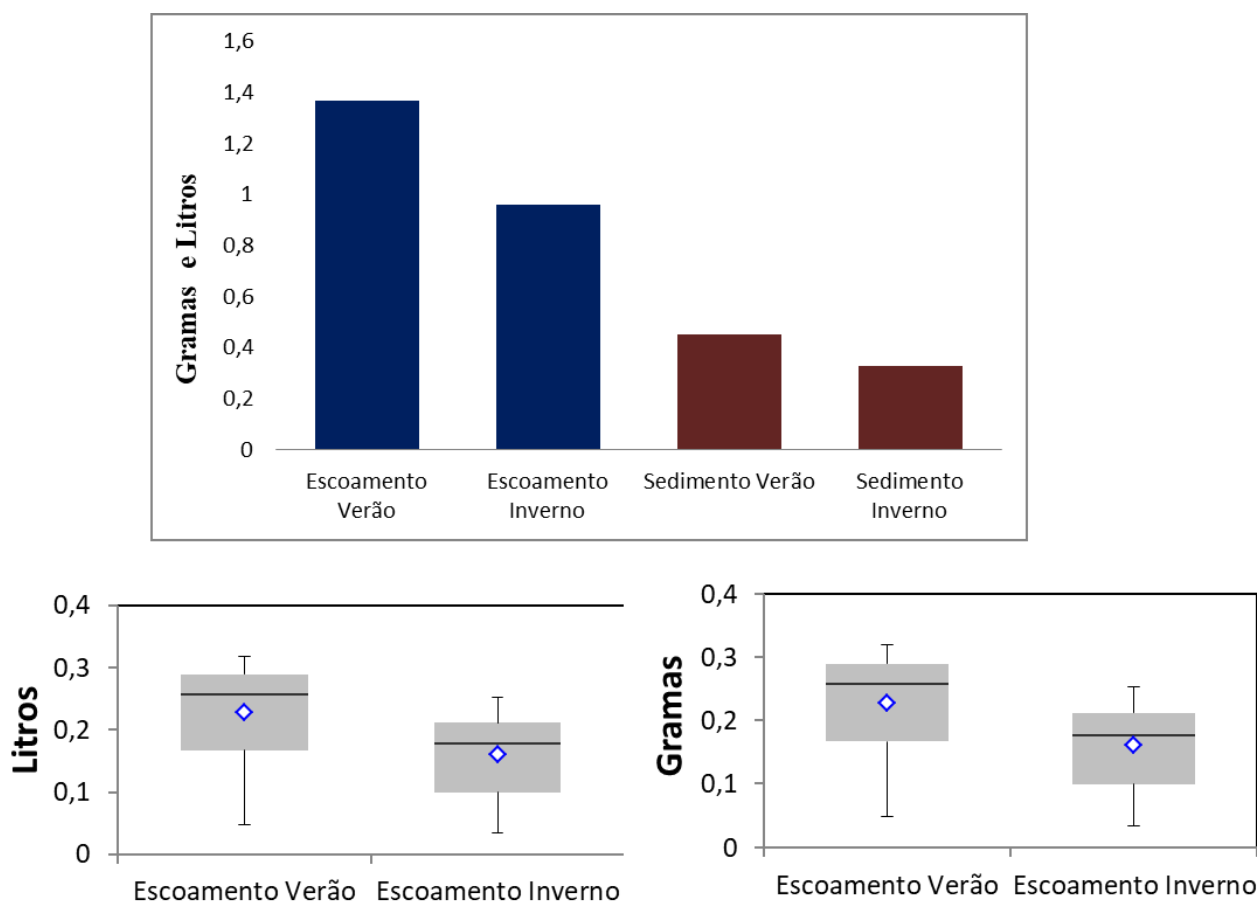 Gramas e Litros
1,6
1,4
1,2
1
0,8
0,6
0,4
0,2
0
Escoamento
Verão
Escoamento
Inverno
Sedimento Verão
Sedimento
Inverno
Litros
0,4
0,3
0,2
0,1
0
Escoamento Verão
Escoamento Inverno
Gramas
0,4
0,3
0,2
0,1
0
Escoamento Verão
Escoamento Inverno